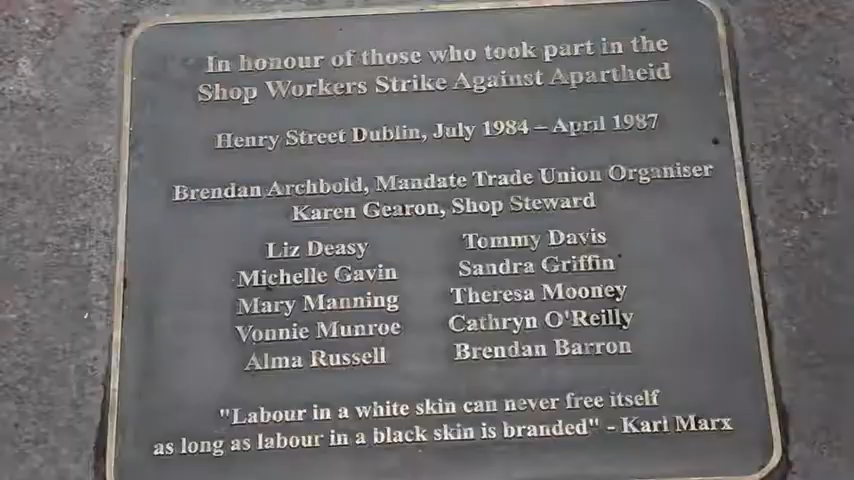 In honour of those who took part in the
Shop Workers Strike Against Apartheid
Henry Street Dublin, July 1984 – April 1987
Brendan Archbold, Mandate Trade Union Organiser
Karen Gearon, Shop Steward
Liz Deasy
Michelle Gavin
Mary Manning
Vonnie Munroe
Alma Russell
Tommy Davis
Sandra Griffin
Theresa Mooney
Cathryn O'Reilly
Brendan Barron
"Labour in a white skin can never free itself
as long as labour in a black skin is branded" - Karl Marx